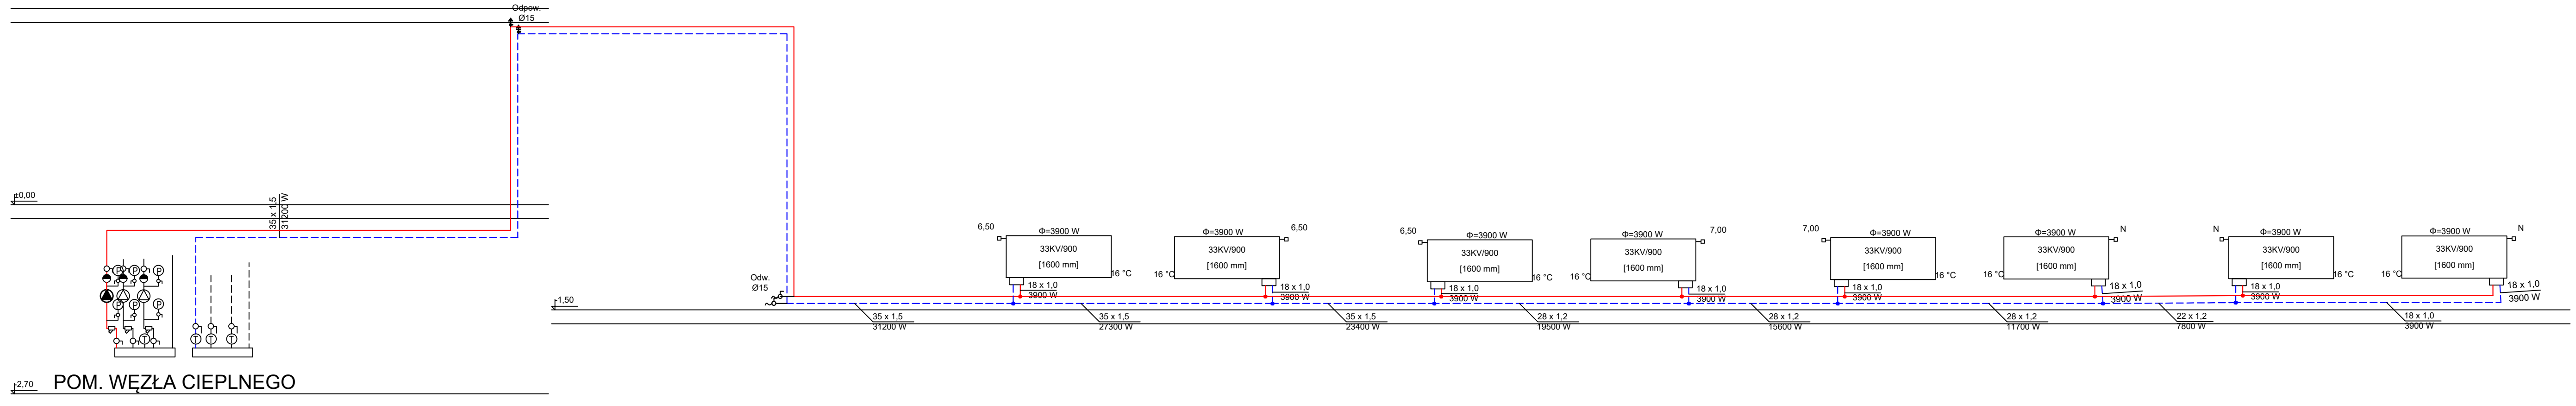 Odpow.
Ø15
±0,00
35 x 1,5
31200 W
P
P
P
P
P
P
T
T
T
T
-2,70
POM. WĘZŁA CIEPLNEGO
-1,50
Odw.
Ø15
6,50
Φ=3900 W
33KV/900
[1600 mm]
16 °C
18 x 1,0
3900 W
Φ=3900 W
6,50
33KV/900
[1600 mm]
16 °C
18 x 1,0
3900 W
6,50
Φ=3900 W
33KV/900
[1600 mm]
16 °C
18 x 1,0
3900 W
Φ=3900 W
7,00
33KV/900
[1600 mm]
16 °C
18 x 1,0
3900 W
7,00
Φ=3900 W
33KV/900
[1600 mm]
16 °C
18 x 1,0
3900 W
Φ=3900 W
N
33KV/900
[1600 mm]
16 °C
18 x 1,0
3900 W
N
Φ=3900 W
33KV/900
[1600 mm]
16 °C
18 x 1,0
3900 W
Φ=3900 W
N
33KV/900
[1600 mm]
16 °C
18 x 1,0
3900 W
35 x 1,5
31200 W
35 x 1,5
27300 W
35 x 1,5
23400 W
28 x 1,2
19500 W
28 x 1,2
15600 W
28 x 1,2
11700 W
22 x 1,2
7800 W
18 x 1,0
3900 W